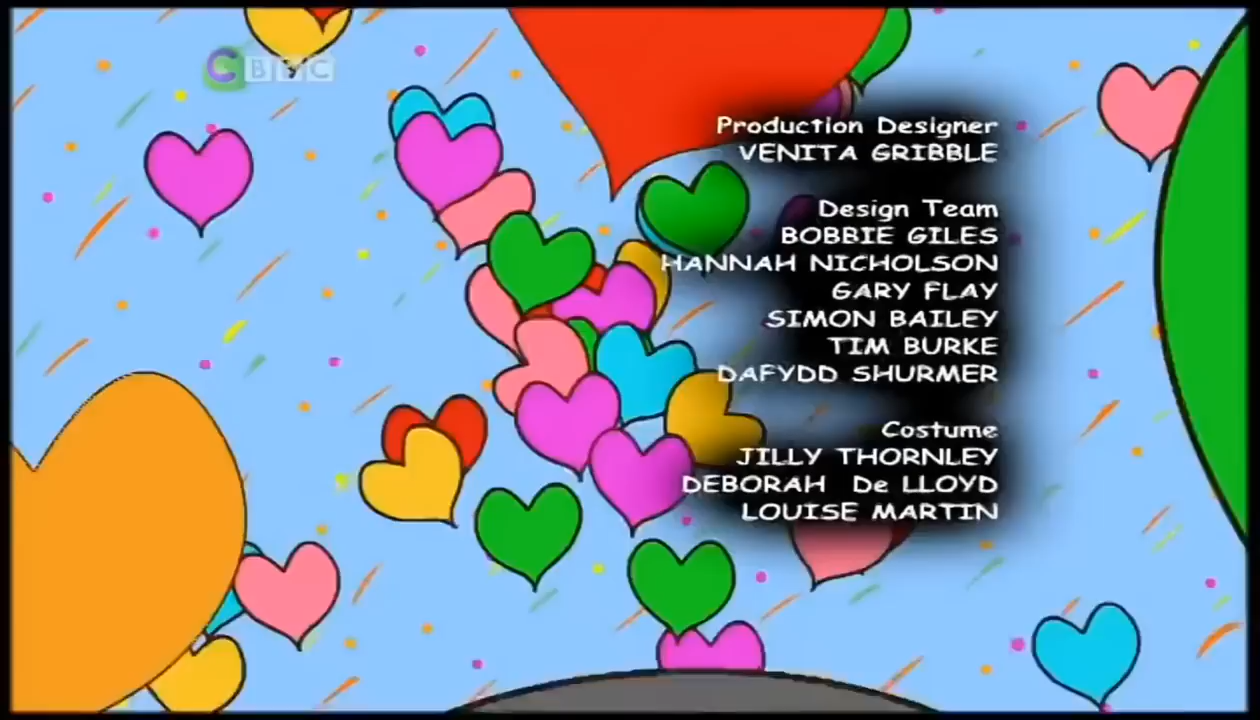 CBBC
Production Designer
VENITA GRIBBLE
Design Team
BOBBIE GILES
HANNAH NICHOLSON
GARY FLAY
SIMON BAILEY
TIM BURKE
DAFYDD SHURMER
Costume
JILLY THORNLEY
DEBORAH De LLOYD
LOUISE MARTIN